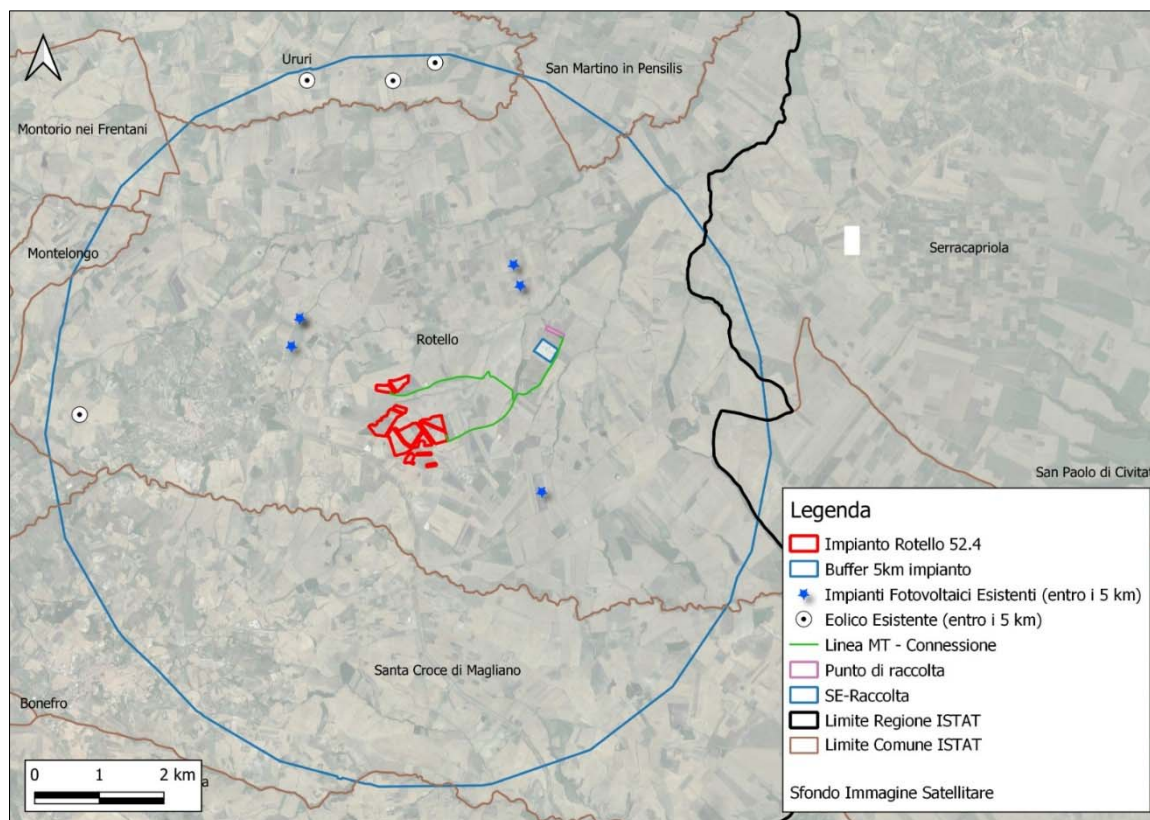 Ururi
San Martino in Pensilis
Montorio nei Frentani
Montelongo
Serracapriola
Rotello
San Paolo di Civitat
Santa Croce di Magliano
Bonefro
a
0 1 2 km
Legenda
Impianto Rotello 52.4
Buffer 5km impianto
Impianti Fotovoltaici Esistenti (entro i 5 km)
Eolico Esistente (entro i 5 km)
Linea MT - Connessione
Punto di raccolta
SE-Raccolta
Limite Regione ISTAT
Limite Comune ISTAT
Sfondo Immagine Satellitare